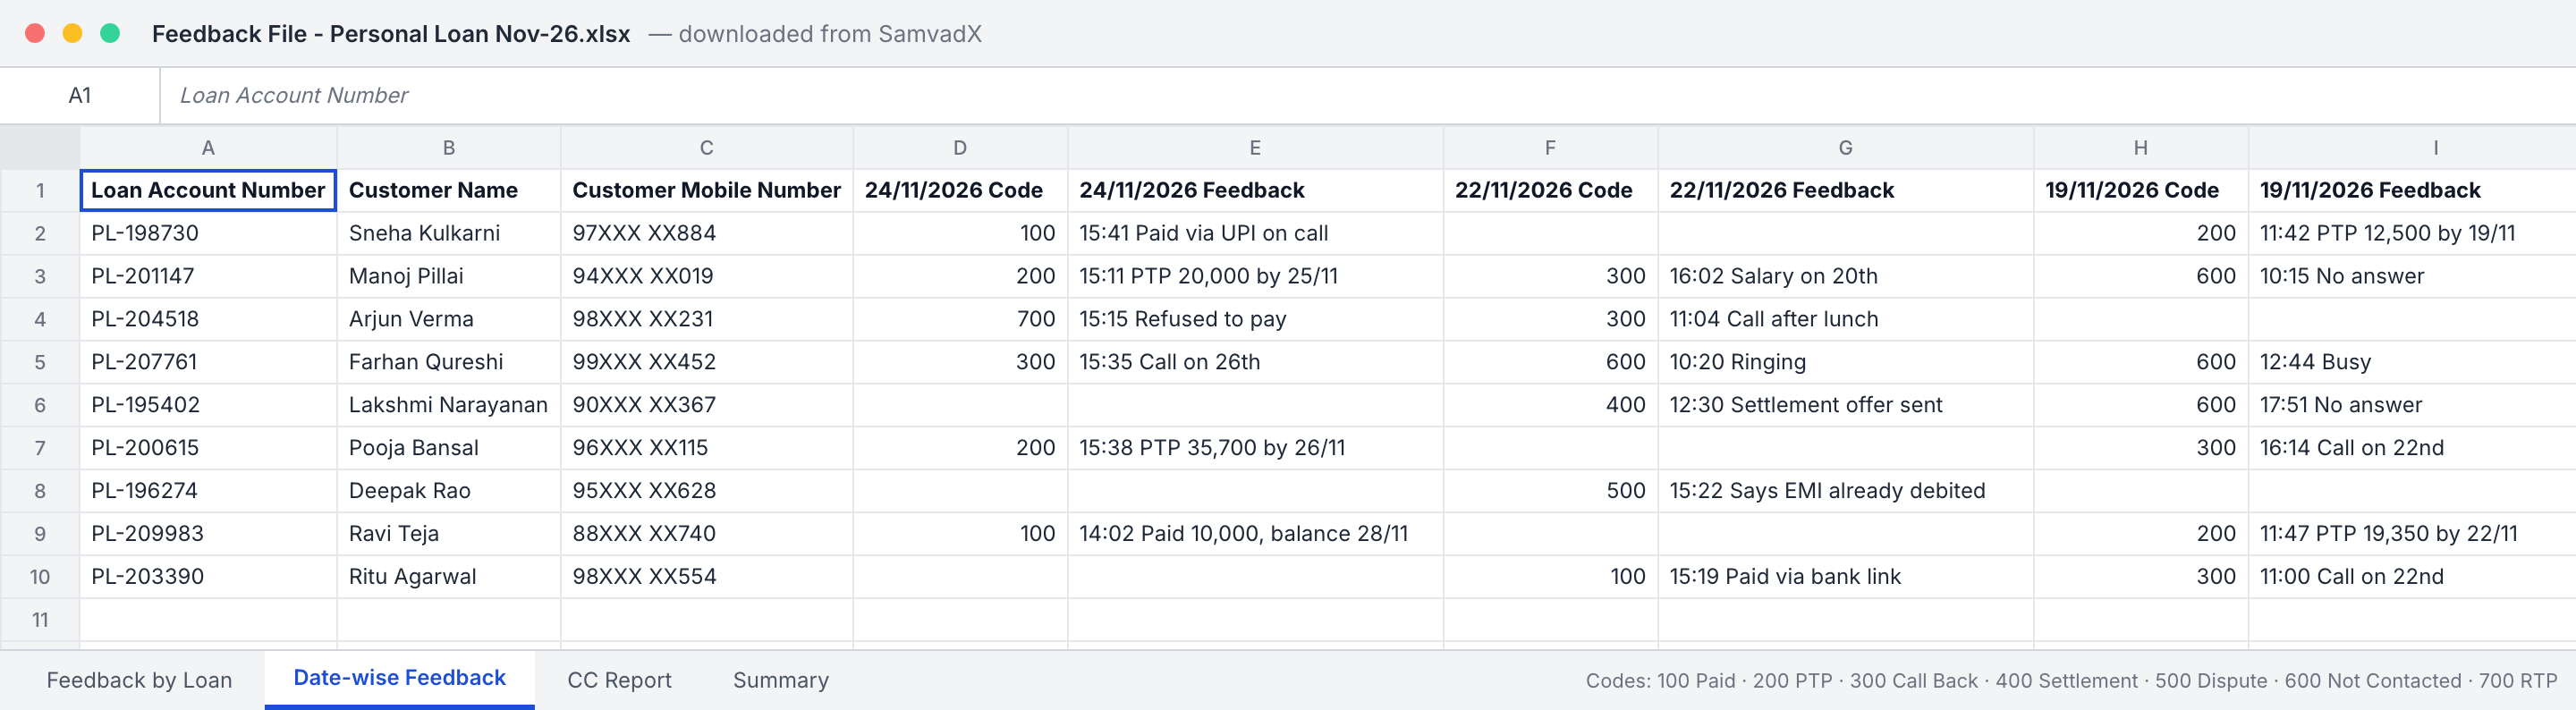 Feedback File - Personal Loan Nov-26.xlsx — downloaded from SamvadX
A1 Loan Account Number
A B C D E F G H I
1 Loan Account Number Customer Name Customer Mobile Number 24/11/2026 Code 24/11/2026 Feedback 22/11/2026 Code 22/11/2026 Feedback 19/11/2026 Code 19/11/2026 Feedback
2 PL-198730 Sneha Kulkarni 97XXX XX884 100 15:41 Paid via UPI on call 200 11:42 PTP 12,500 by 19/11
3 PL-201147 Manoj Pillai 94XXX XX019 200 15:11 PTP 20,000 by 25/11 300 16:02 Salary on 20th 600 10:15 No answer
4 PL-204518 Arjun Verma 98XXX XX231 700 15:15 Refused to pay 300 11:04 Call after lunch
5 PL-207761 Farhan Qureshi 99XXX XX452 300 15:35 Call on 26th 600 10:20 Ringing 600 12:44 Busy
6 PL-195402 Lakshmi Narayanan 90XXX XX367 400 12:30 Settlement offer sent 600 17:51 No answer
7 PL-200615 Pooja Bansal 96XXX XX115 200 15:38 PTP 35,700 by 26/11 300 16:14 Call on 22nd
8 PL-196274 Deepak Rao 95XXX XX628 500 15:22 Says EMI already debited
9 PL-209983 Ravi Teja 88XXX XX740 100 14:02 Paid 10,000, balance 28/11 200 11:47 PTP 19,350 by 22/11
10 PL-203390 Ritu Agarwal 98XXX XX554 100 15:19 Paid via bank link 300 11:00 Call on 22nd
11
Feedback by Loan Date-wise Feedback CC Report Summary Codes: 100 Paid · 200 PTP · 300 Call Back · 400 Settlement · 500 Dispute · 600 Not Contacted · 700 RTP